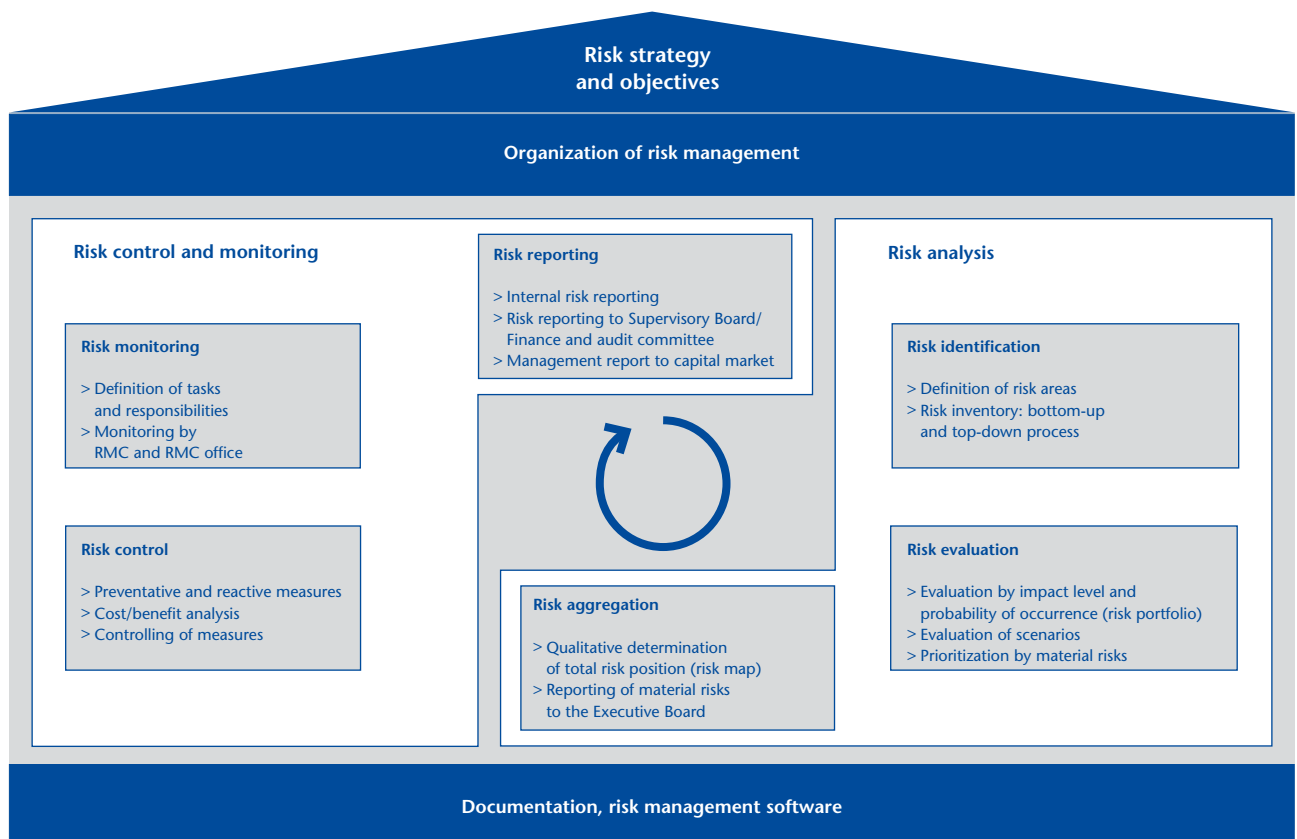 Risk strategy
and objectives
Organization of risk management
Risk control and monitoring
Risk reporting
> Internal risk reporting
> Risk reporting to Supervisory Board/
Finance and audit committee
> Management report to capital market
Risk monitoring
> Definition of tasks
and responsibilities
> Monitoring by
RMC and RMC office
Risk control
> Preventative and reactive measures
> Cost/benefit analysis
> Controlling of measures
Risk analysis
Risk identification
> Definition of risk areas
> Risk inventory: bottom-up
and top-down process
Risk evaluation
> Evaluation by impact level and
probability of occurrence (risk portfolio)
> Evaluation of scenarios
> Prioritization by material risks
Risk aggregation
> Qualitative determination
of total risk position (risk map)
> Reporting of material risks
to the Executive Board
Documentation, risk management software